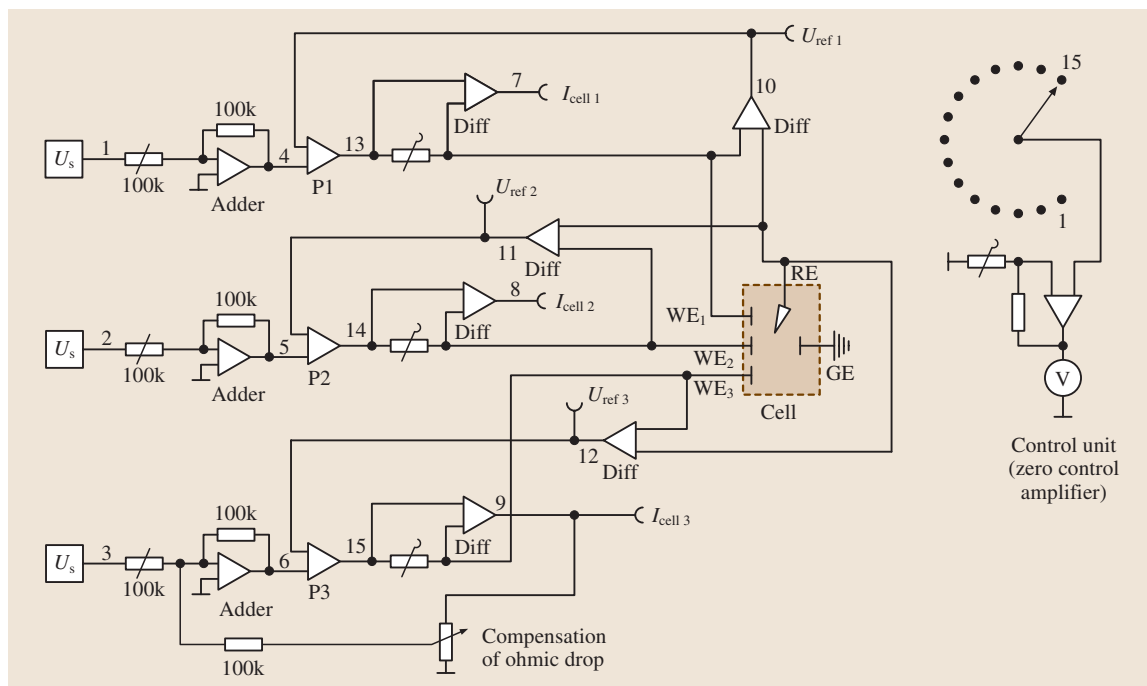 U_ref 1
15
7
10
I_cell 1
100k
Diff
Diff
U_s
1
4
13
100k
P1
Adder
U_ref 2
1
11
Diff
RE
100k
8
I_cell 2
WE_1
U_s
2
14
Diff
5
P2
WE_2
GE
100k
Adder
WE_3
V
U_ref 3
Cell
12
Diff
Control unit
(zero control
amplifier)
9
100k
I_cell 3
U_s
3
15
Diff
6
100k
P3
Adder
Compensation
of ohmic drop
100k